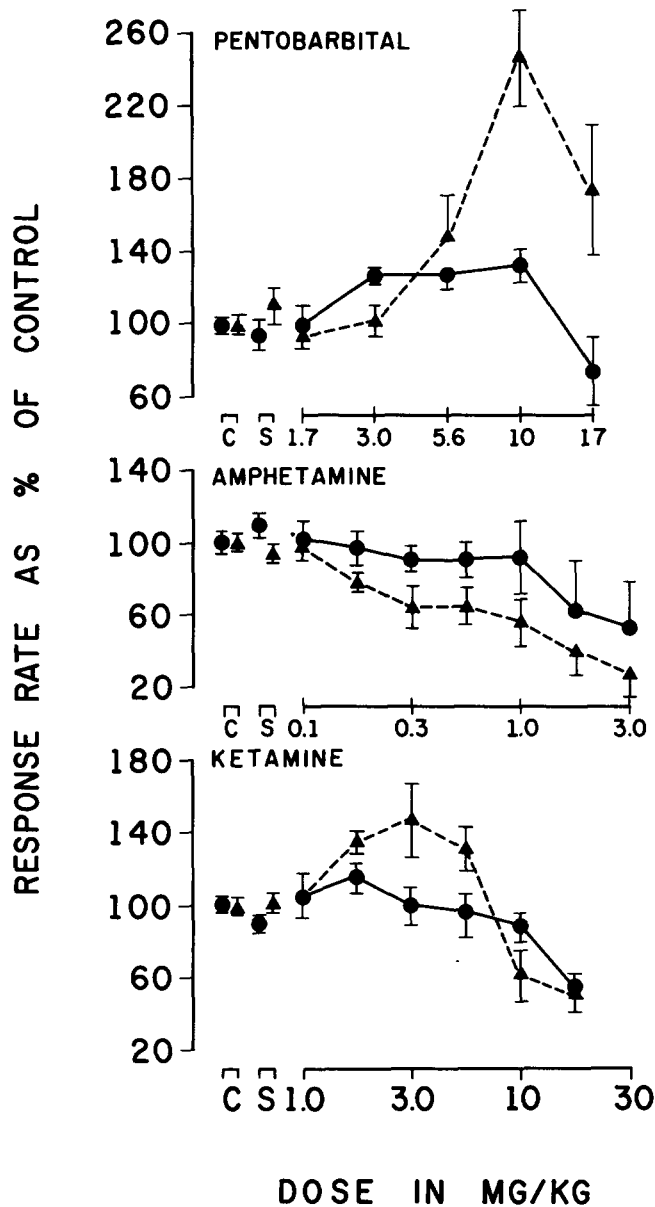 RESPONSE RATE AS % OF CONTROL
PENTOBARBITAL
260
220
180
140
100
60
C S 1.7 3.0 5.6 10 17
AMPHETAMINE
140
100
60
20
C S 0.1 0.3 1.0 3.0
KETAMINE
180
140
100
60
20
C S 1.0 3.0 10 30
DOSE IN MG/KG